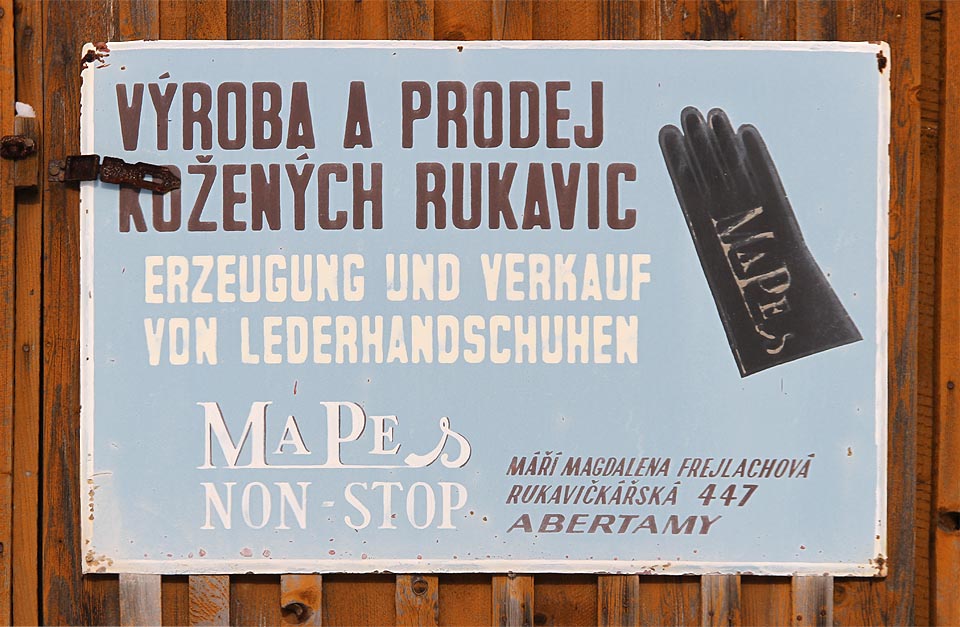 VÝROBA A PRODEJ
KOŽENÝCH RUKAVIC
ERZEUGUNG UND VERKAUF
VON LEDERHANDSCHUHEN
MAPES
NON-STOP
MÁŘÍ MAGDALENA FREJLACHOVÁ
RUKAVIČKÁŘSKÁ 447
ABERTAMY
MAPES